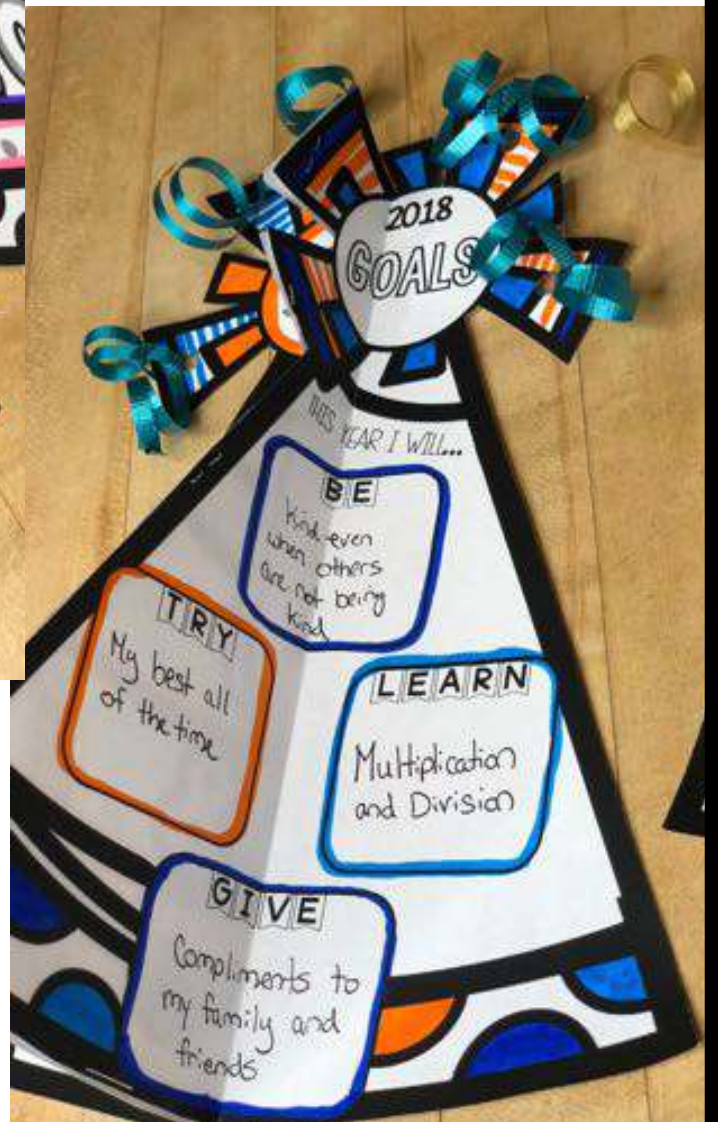 2018
GOALS
THIS YEAR I WILL...
BE
Kind even
when others
are not being
kind
TRY
My best all
of the time
LEARN
Multiplication
and Division
GIVE
Compliments to
my family and
friends